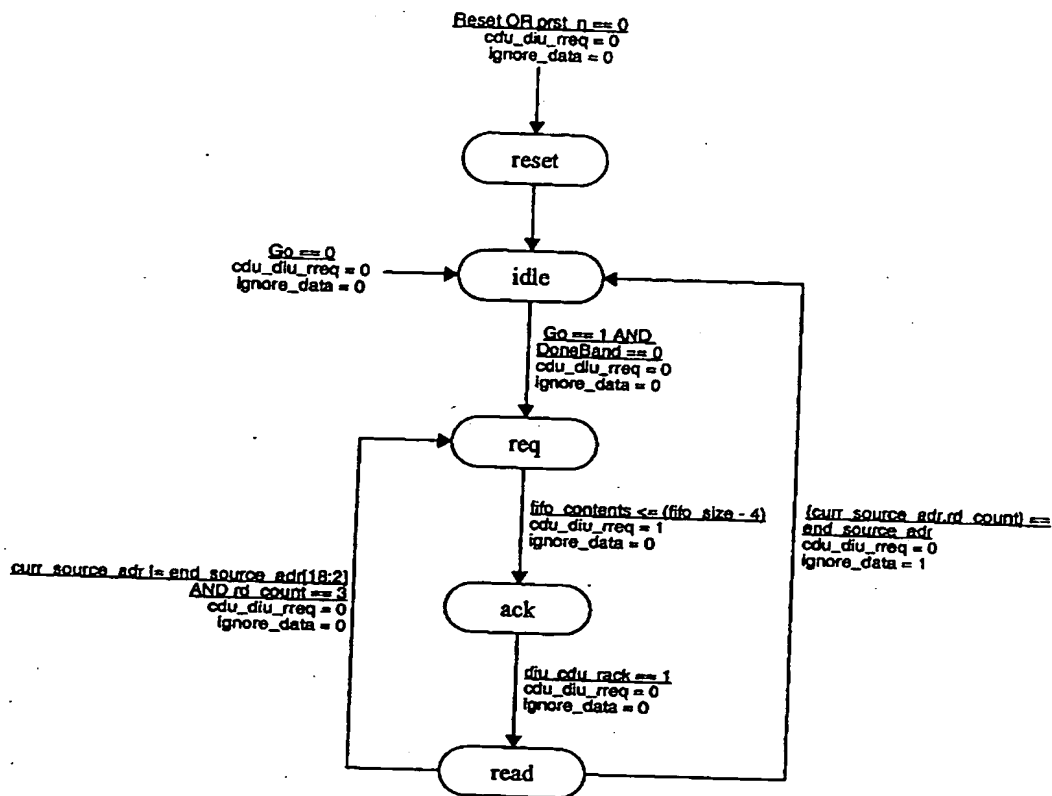 Reset OR prst_n == 0
cdu_diu_rreq = 0
ignore_data = 0
reset
Go == 0
cdu_diu_rreq = 0
ignore_data = 0
idle
Go == 1 AND
DoneBand == 0
cdu_diu_rreq = 0
ignore_data = 0
req
fifo_contents <= (fifo_size - 4)
cdu_diu_rreq = 1
ignore_data = 0
{curr_source_adr,rd_count} ==
end_source_adr
cdu_diu_rreq = 0
ignore_data = 1
curr_source_adr != end_source_adr[18:2]
AND rd_count == 3
cdu_diu_rreq = 0
ignore_data = 0
ack
diu_cdu_rack == 1
cdu_diu_rreq = 0
ignore_data = 0
read